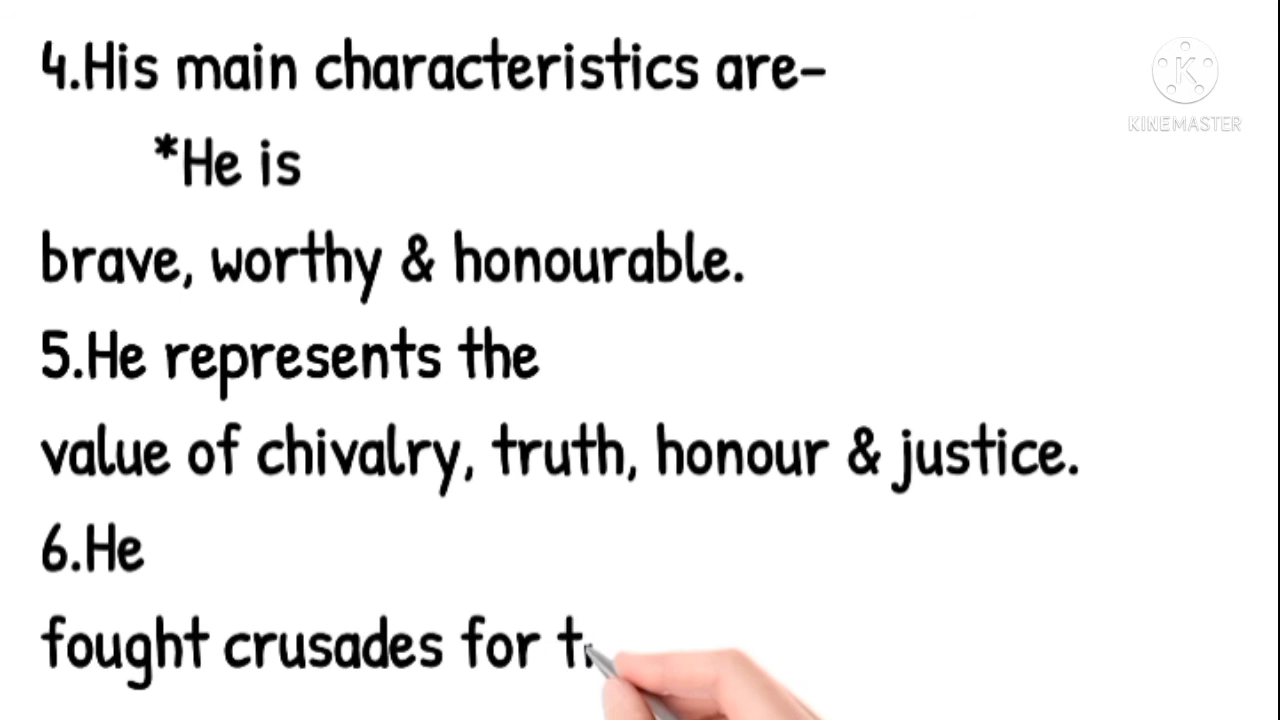 4.His main characteristics are-
*He is
brave, worthy & honourable.
5.He represents the
value of chivalry, truth, honour & justice.
6.He
fought crusades for
KINEMASTER